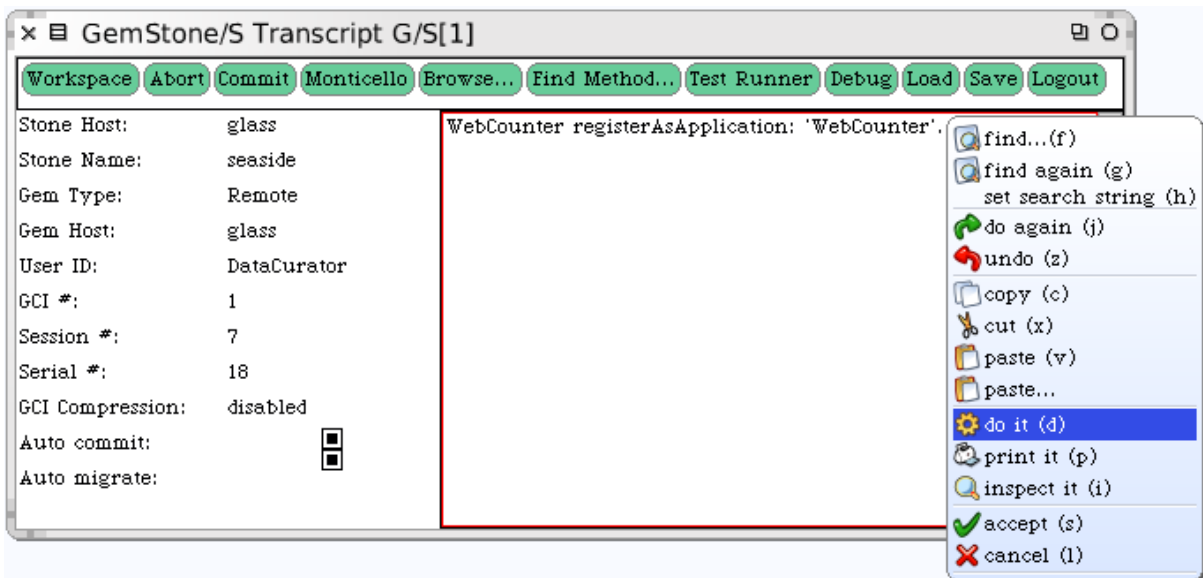 GemStone/S Transcript G/S[1]
Workspace Abort Commit Monticello Browse... Find Method... Test Runner Debug Load Save Logout
Stone Host: glass
Stone Name: seaside
Gem Type: Remote
Gem Host: glass
User ID: DataCurator
GCI #: 1
Session #: 7
Serial #: 18
GCI Compression: disabled
Auto commit:
Auto migrate:
WebCounter registerAsApplication: 'WebCounter'.
find...(f)
find again (g)
set search string (h)
do again (j)
undo (z)
copy (c)
cut (x)
paste (v)
paste...
do it (d)
print it (p)
inspect it (i)
accept (s)
cancel (l)